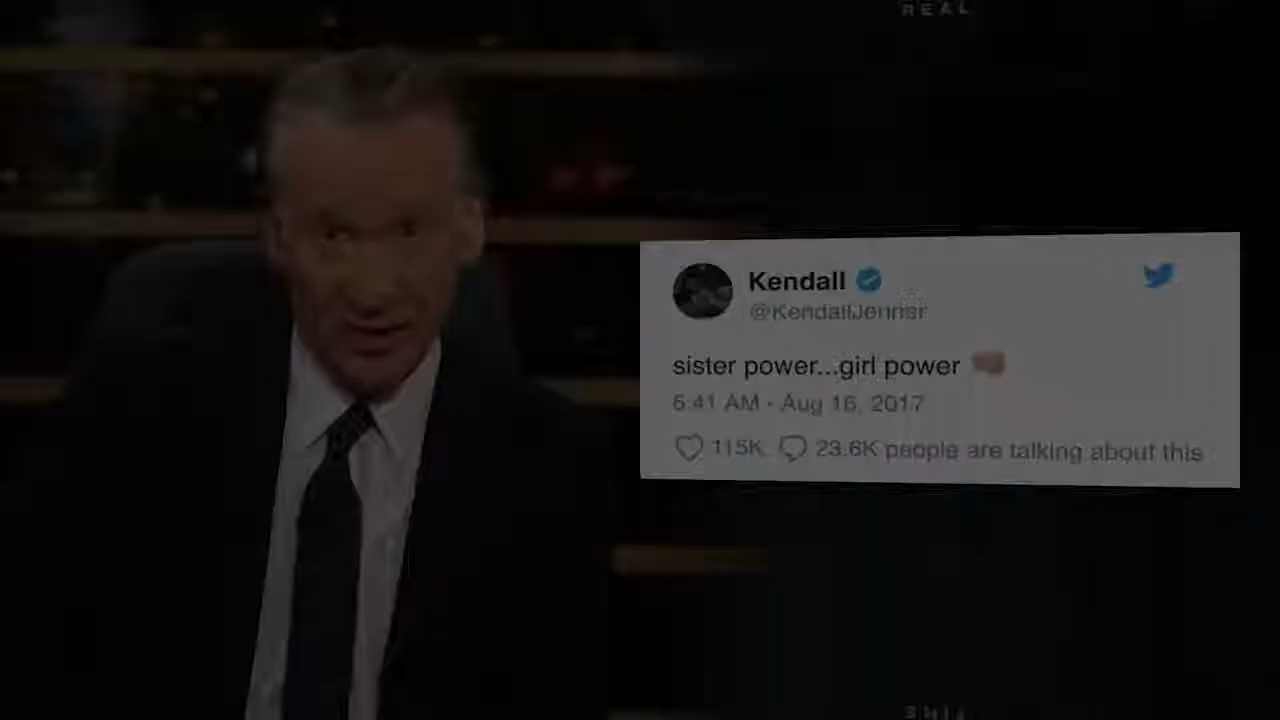 REAL
Kendall
@KendallJenner
sister power...girl power
6:41 AM - Aug 16, 2017
115K 23.6K people are talking about this